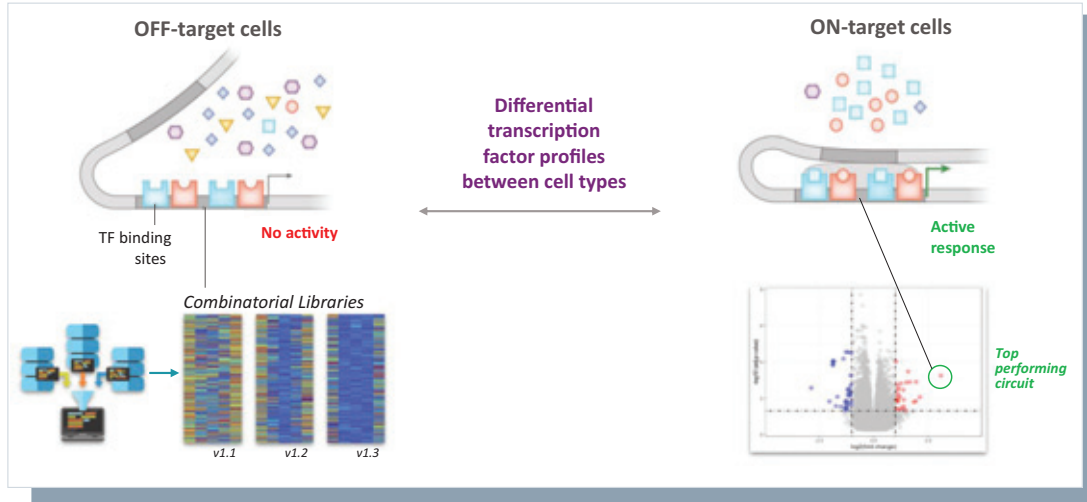 OFF-target cells
ON-target cells
Differential
transcription
factor profiles
between cell types
TF binding
sites
No activity
Active
response
Combinatorial Libraries
v1.1
v1.2
v1.3
Top
performing
circuit